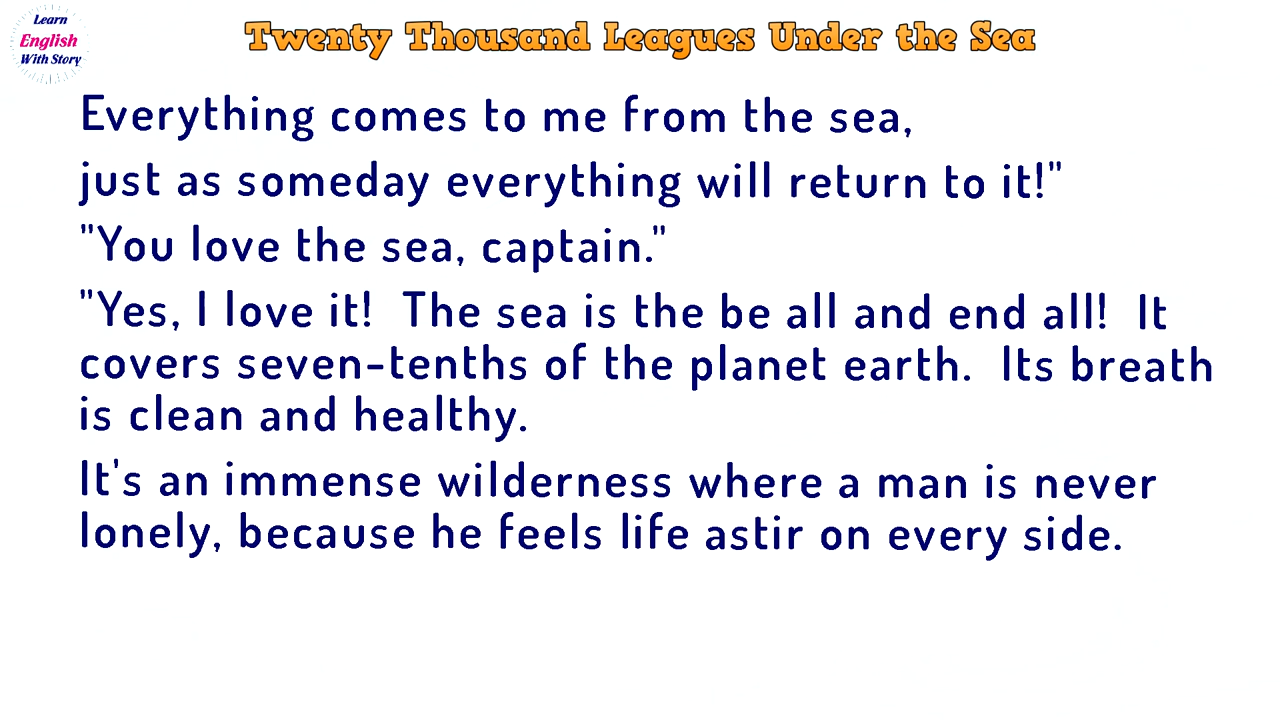 Learn
English
With Story
Twenty Thousand Leagues Under the Sea
Everything comes to me from the sea,
just as someday everything will return to it!"
"You love the sea, captain."
"Yes, I love it!  The sea is the be all and end all!  It
covers seven-tenths of the planet earth.  Its breath
is clean and healthy.
It's an immense wilderness where a man is never
lonely, because he feels life astir on every side.